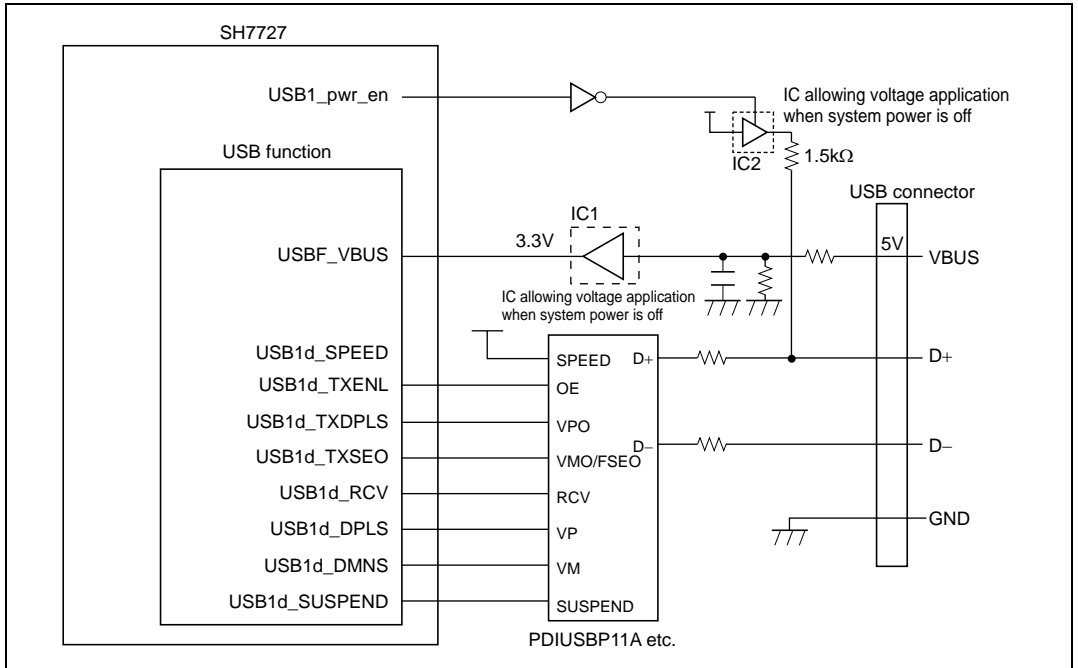 SH7727
USB1_pwr_en
IC allowing voltage application
when system power is off
IC2
1.5kΩ
USB function
USB connector
IC1
3.3V
5V
USBF_VBUS
VBUS
IC allowing voltage application
when system power is off
USB1d_SPEED
SPEED
D+
D+
USB1d_TXENL
OE
USB1d_TXDPLS
VPO
USB1d_TXSEO
VMO/FSEO
D−
D−
USB1d_RCV
RCV
USB1d_DPLS
VP
GND
USB1d_DMNS
VM
USB1d_SUSPEND
SUSPEND
PDIUSBP11A etc.